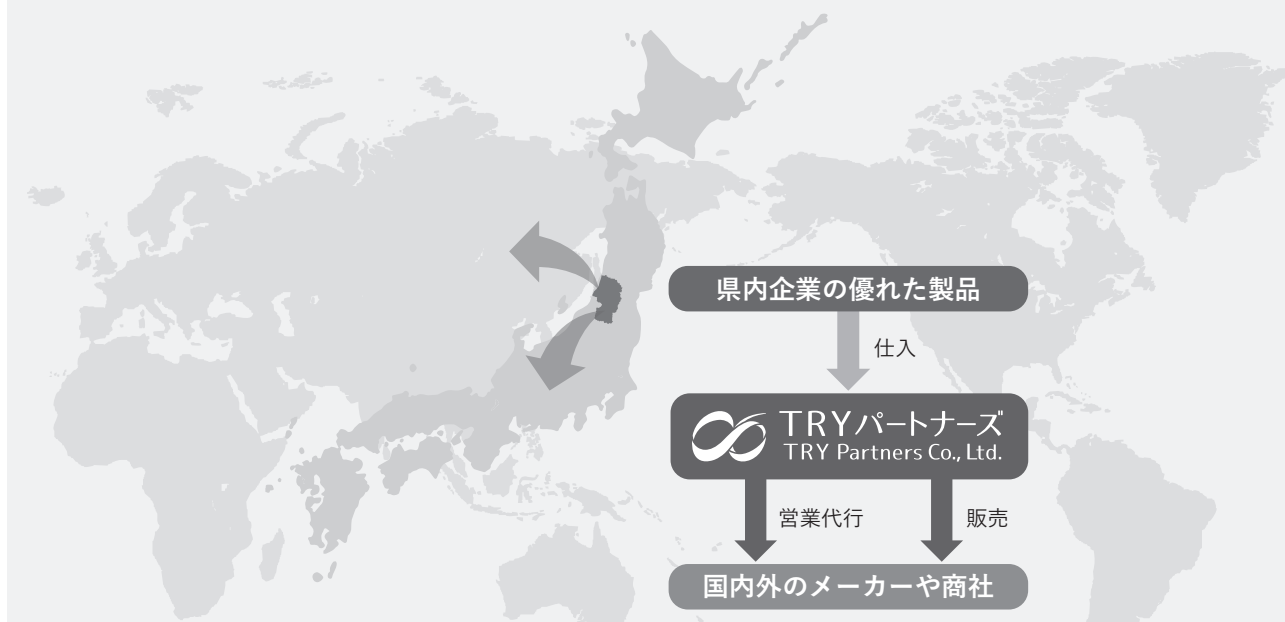 県内企業の優れた製品
仕入
TRYパートナーズ
TRY Partners Co., Ltd.
営業代行
販売
国内外のメーカーや商社